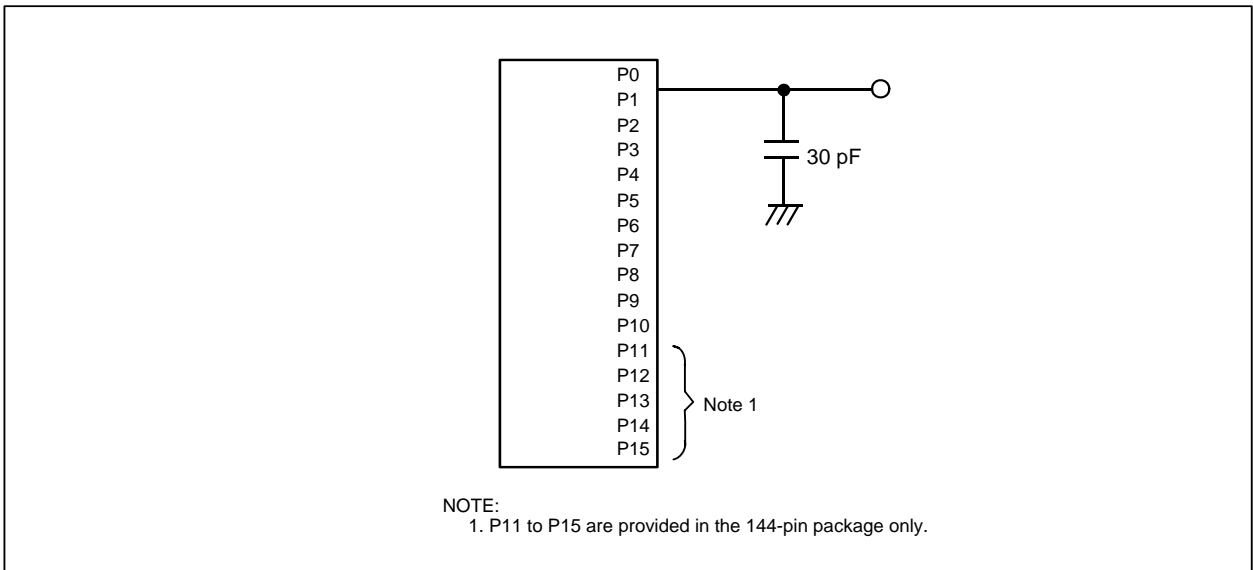 P0
P1
P2
P3
P4
P5
P6
P7
P8
P9
P10
P11
P12
P13
P14
P15
30 pF
Note 1
NOTE:
1. P11 to P15 are provided in the 144-pin package only.